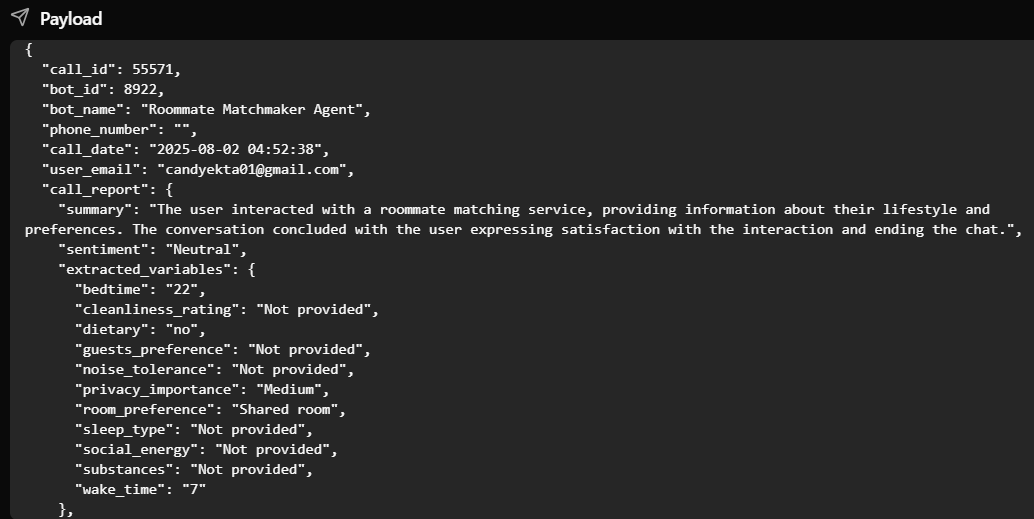 Payload
{
"call_id": 55571,
"bot_id": 8922,
"bot_name": "Roommate Matchmaker Agent",
"phone_number": "",
"call_date": "2025-08-02 04:52:38",
"user_email": "candyekta01@gmail.com",
"call_report": {
"summary": "The user interacted with a roommate matching service, providing information about their lifestyle and
preferences. The conversation concluded with the user expressing satisfaction with the interaction and ending the chat.",
"sentiment": "Neutral",
"extracted_variables": {
"bedtime": "22",
"cleanliness_rating": "Not provided",
"dietary": "no",
"guests_preference": "Not provided",
"noise_tolerance": "Not provided",
"privacy_importance": "Medium",
"room_preference": "Shared room",
"sleep_type": "Not provided",
"social_energy": "Not provided",
"substances": "Not provided",
"wake_time": "7"
},